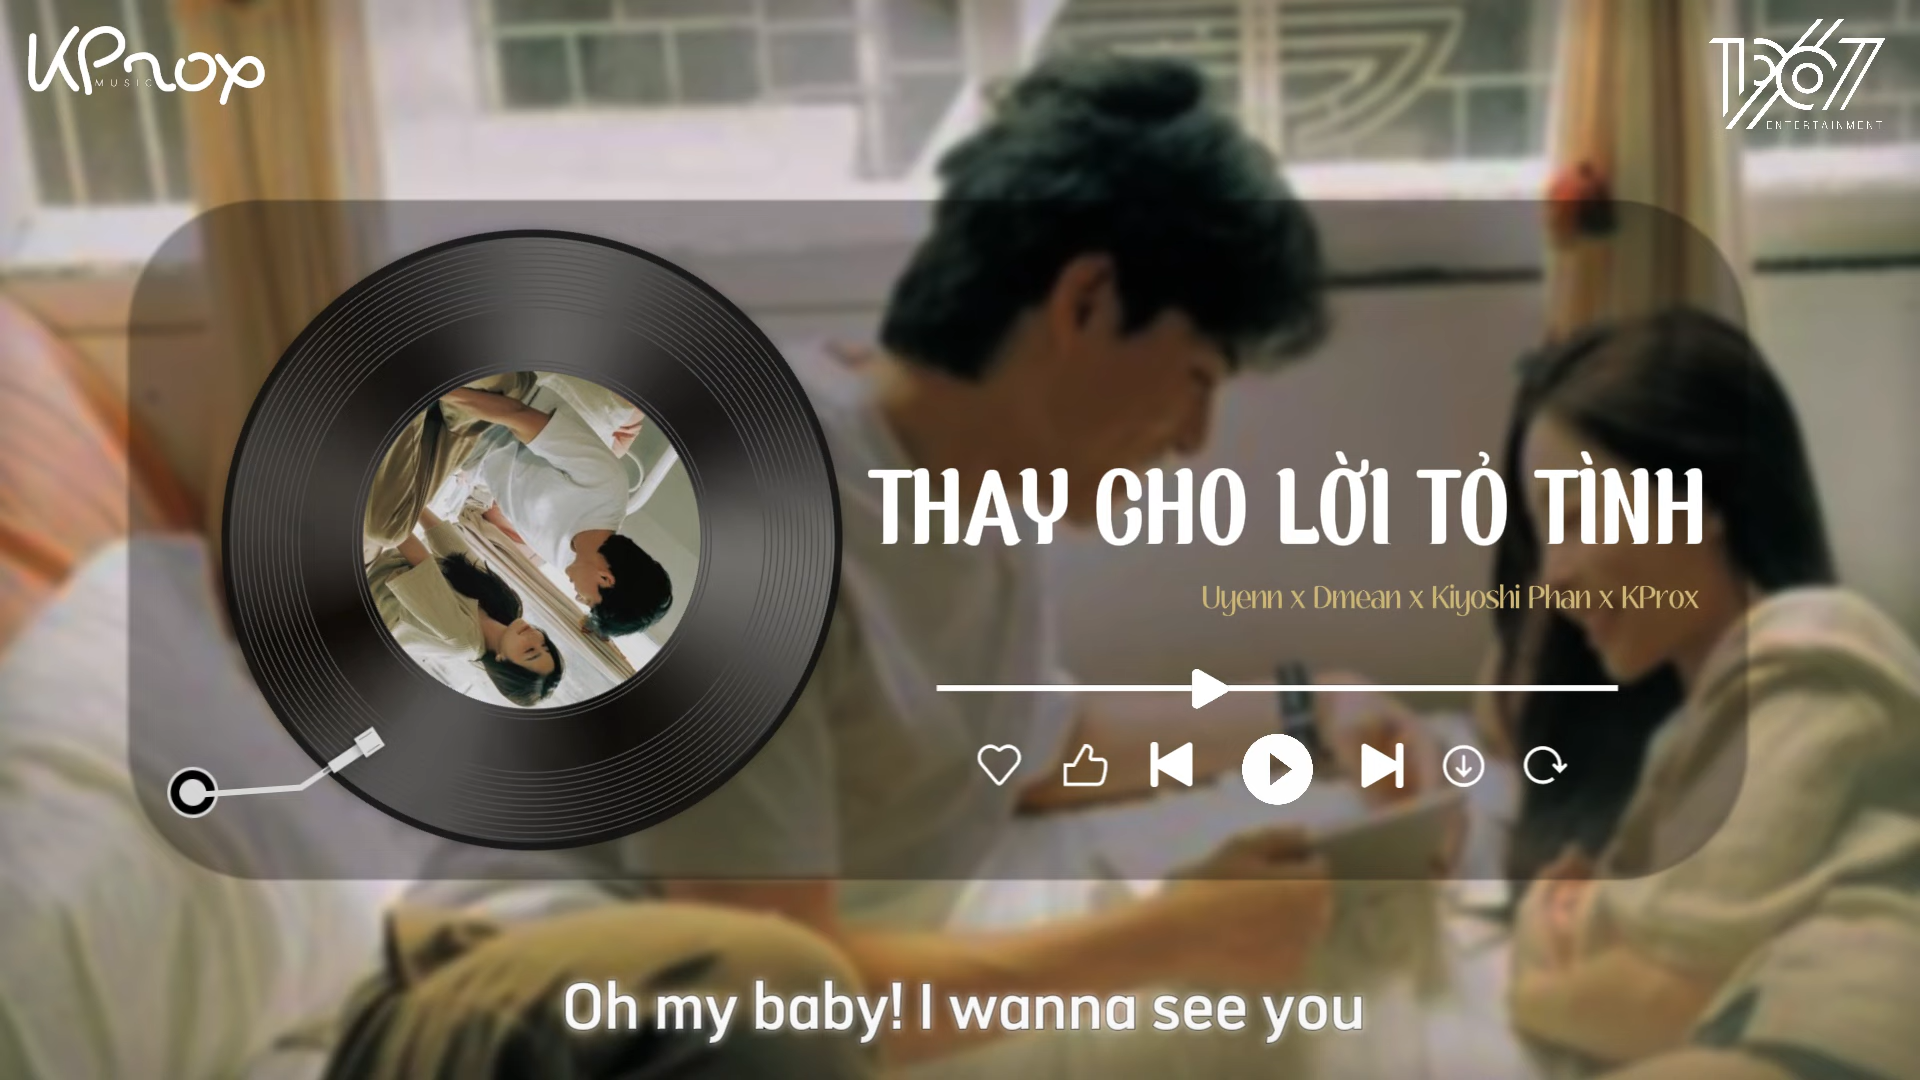 KProx
MUSIC
1967
ENTERTAINMENT
THAY CHO LỜI TỎ TÌNH
Uyenn x Dmean x Kiyoshi Phan x KProx
Oh my baby! I wanna see you